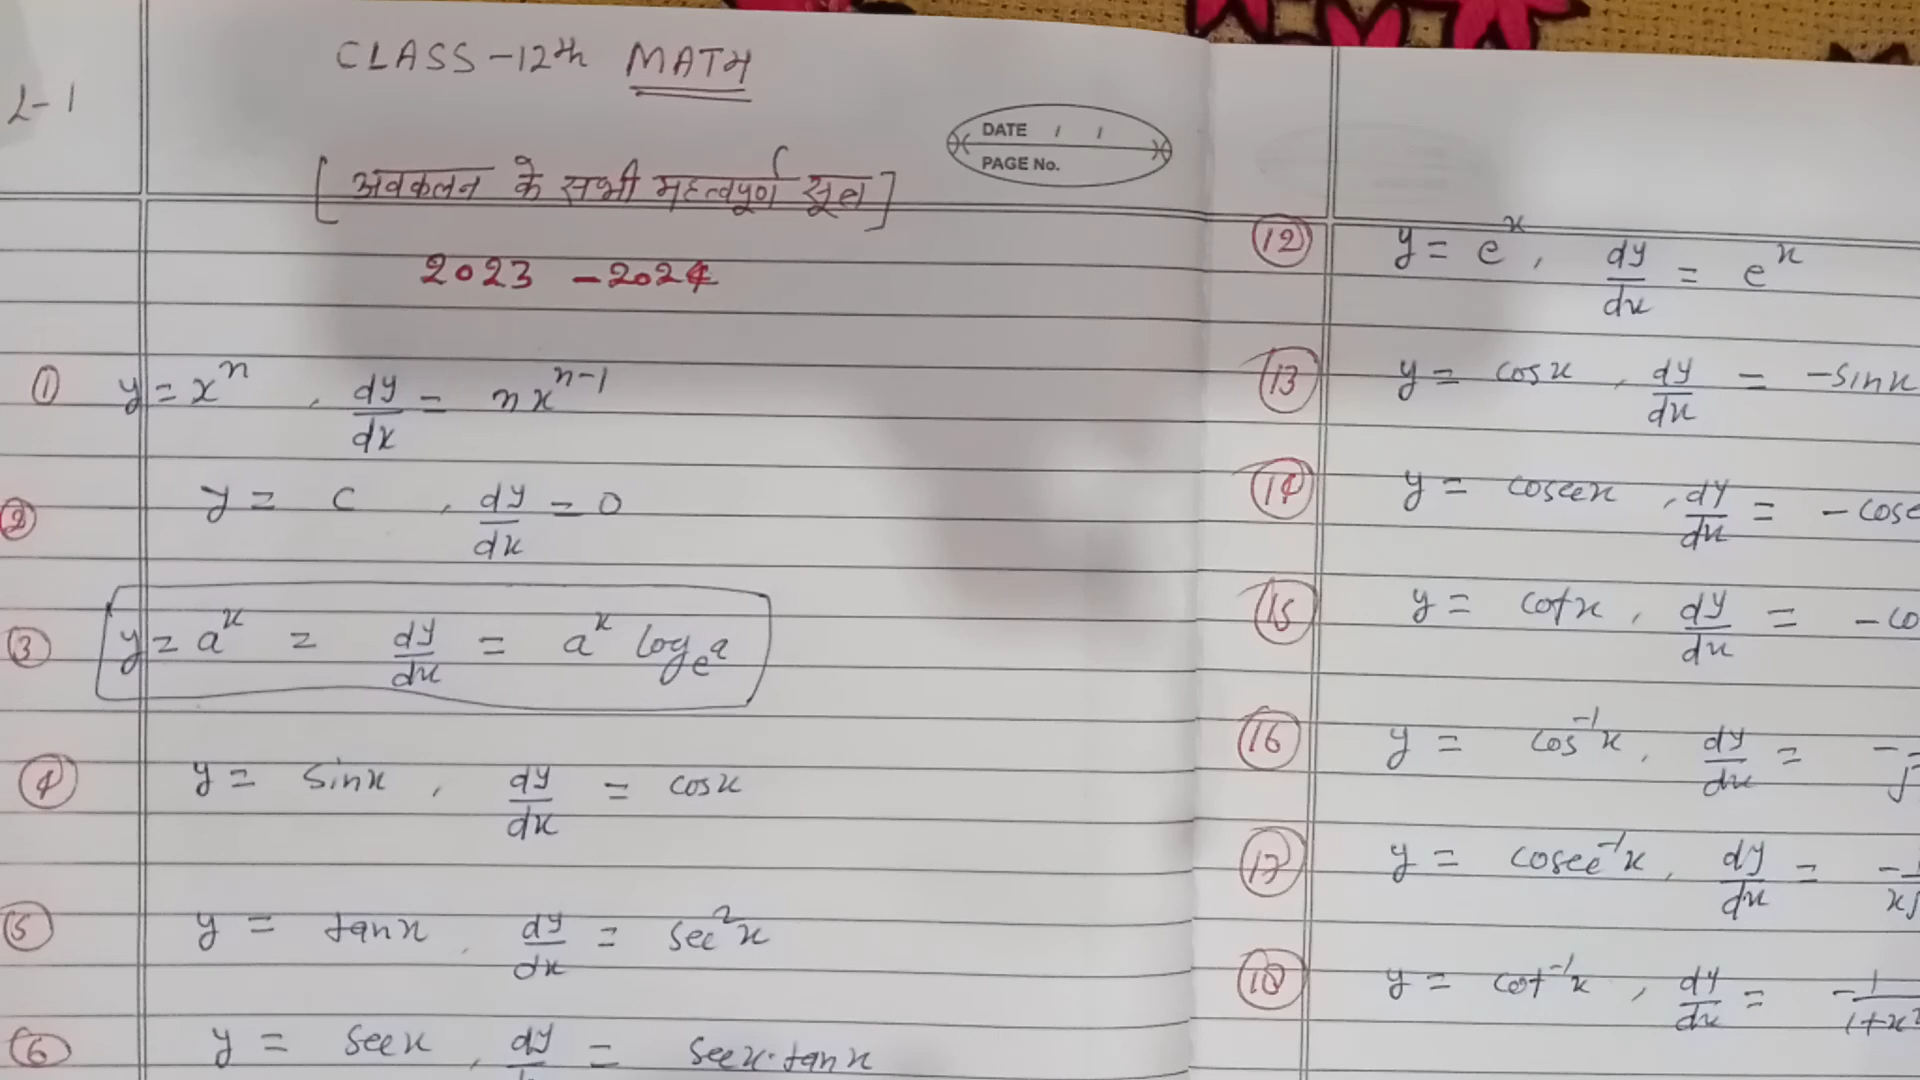 L-1
CLASS-12th MATH
DATE / /
PAGE No.
[अवकलन के सभी महत्वपूर्ण सूत्र]
2023-2024
① y = xⁿ, dy/dx = nxⁿ⁻¹
② y = c, dy/dx = 0
③ y = aˣ = dy/dx = aˣ logₑa
④ y = sinx, dy/dx = cosx
⑤ y = tanx, dy/dx = sec²x
⑥ y = secx, dy/ = secx·tanx
⑫ y = eˣ, dy/dx = eˣ
⑬ y = cosx, dy/dx = -sinx
⑭ y = cosecx, dy/dx = -cose
⑮ y = cotx, dy/dx = -co
⑯ y = cos⁻¹x, dy/dx = -
⑰ y = cosec⁻¹x, dy/dx = -1/x√
⑱ y = cot⁻¹x, dy/dx = -1/1+x²